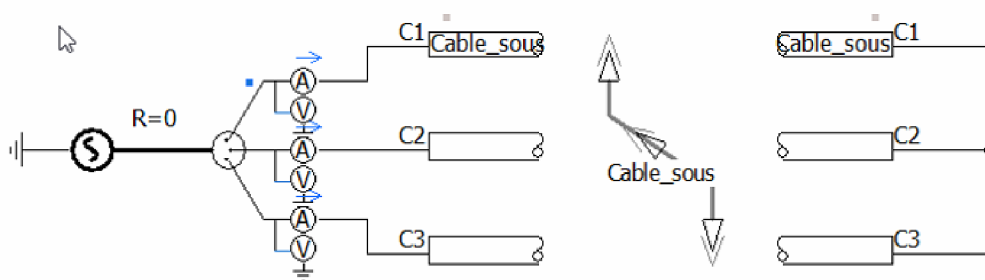 C1 Cable_sous Cable_sous C1
A
V
R=0
C2 C2
A
V
Cable_sous
A
C3 C3
V